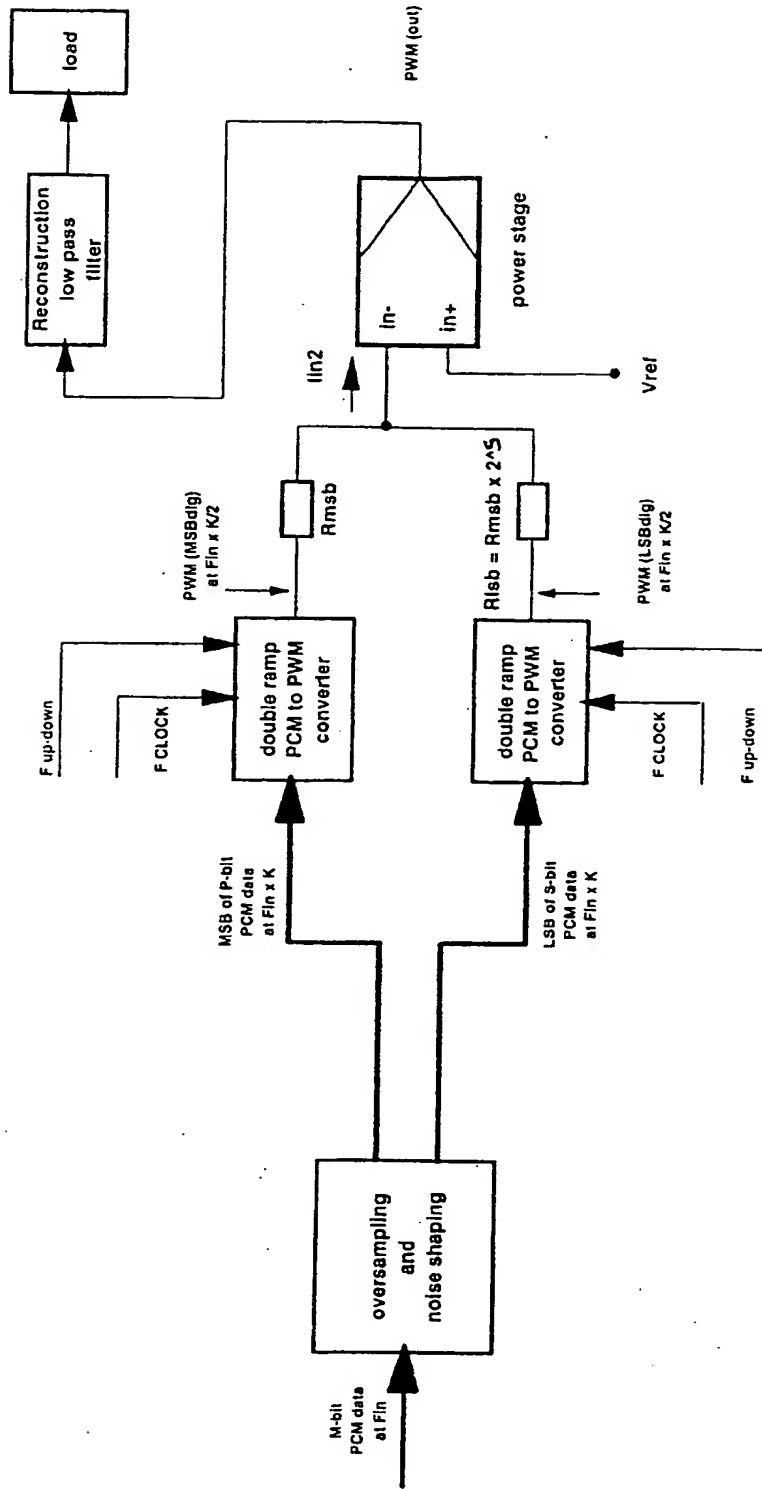 M-bit
PCM data
at Fin
oversampling
and
noise shaping
MSB of P-bit
PCM data
at Fin x K
LSB of S-bit
PCM data
at Fin x K
F up-down
F CLOCK
double ramp
PCM to PWM
converter
double ramp
PCM to PWM
converter
F CLOCK
F up-down
PWM (MSBdig)
at Fin x K/2
Rmsb
Rlsb = Rmsb x 2^S
PWM (LSBdig)
at Fin x K/2
Iin2
in-
in+
power stage
Vref
PWM (out)
Reconstruction
low pass
filter
load